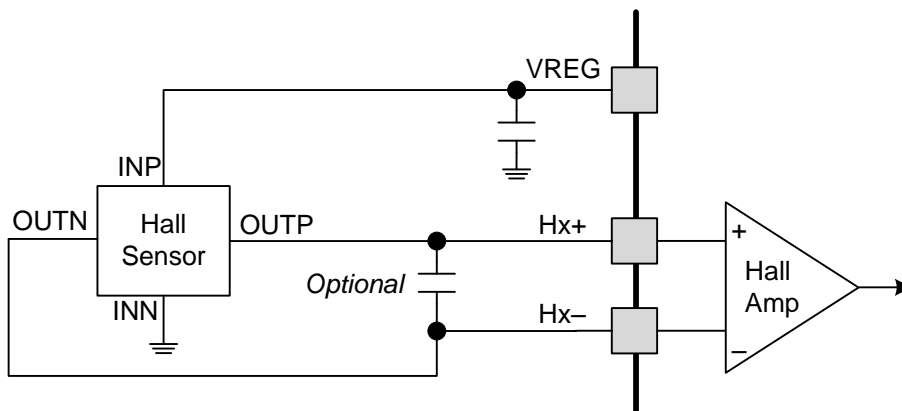 VREG
INP
OUTN
Hall
Sensor
OUTP
INN
Optional
Hx+
Hx–
+
Hall
Amp
–